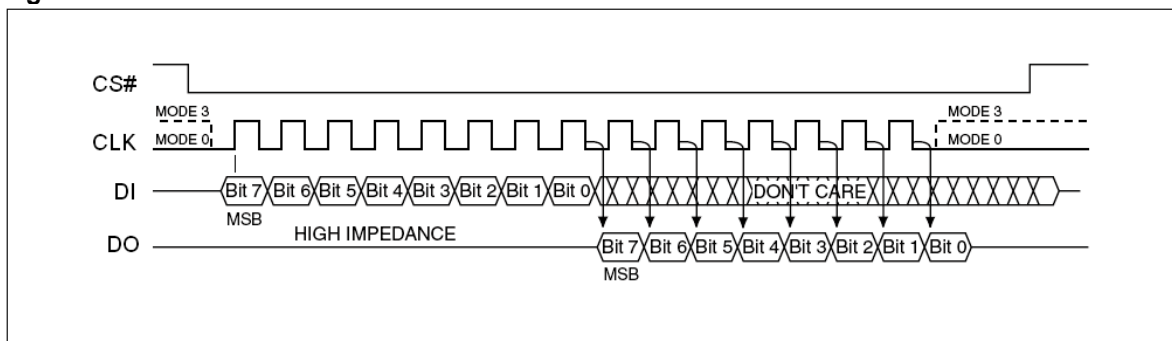 CS#
MODE 3
MODE 3
CLK
MODE 0
MODE 0
DI
Bit 7 Bit 6 Bit 5 Bit 4 Bit 3 Bit 2 Bit 1 Bit 0 DON'T CARE
MSB
HIGH IMPEDANCE
DO
Bit 7 Bit 6 Bit 5 Bit 4 Bit 3 Bit 2 Bit 1 Bit 0
MSB